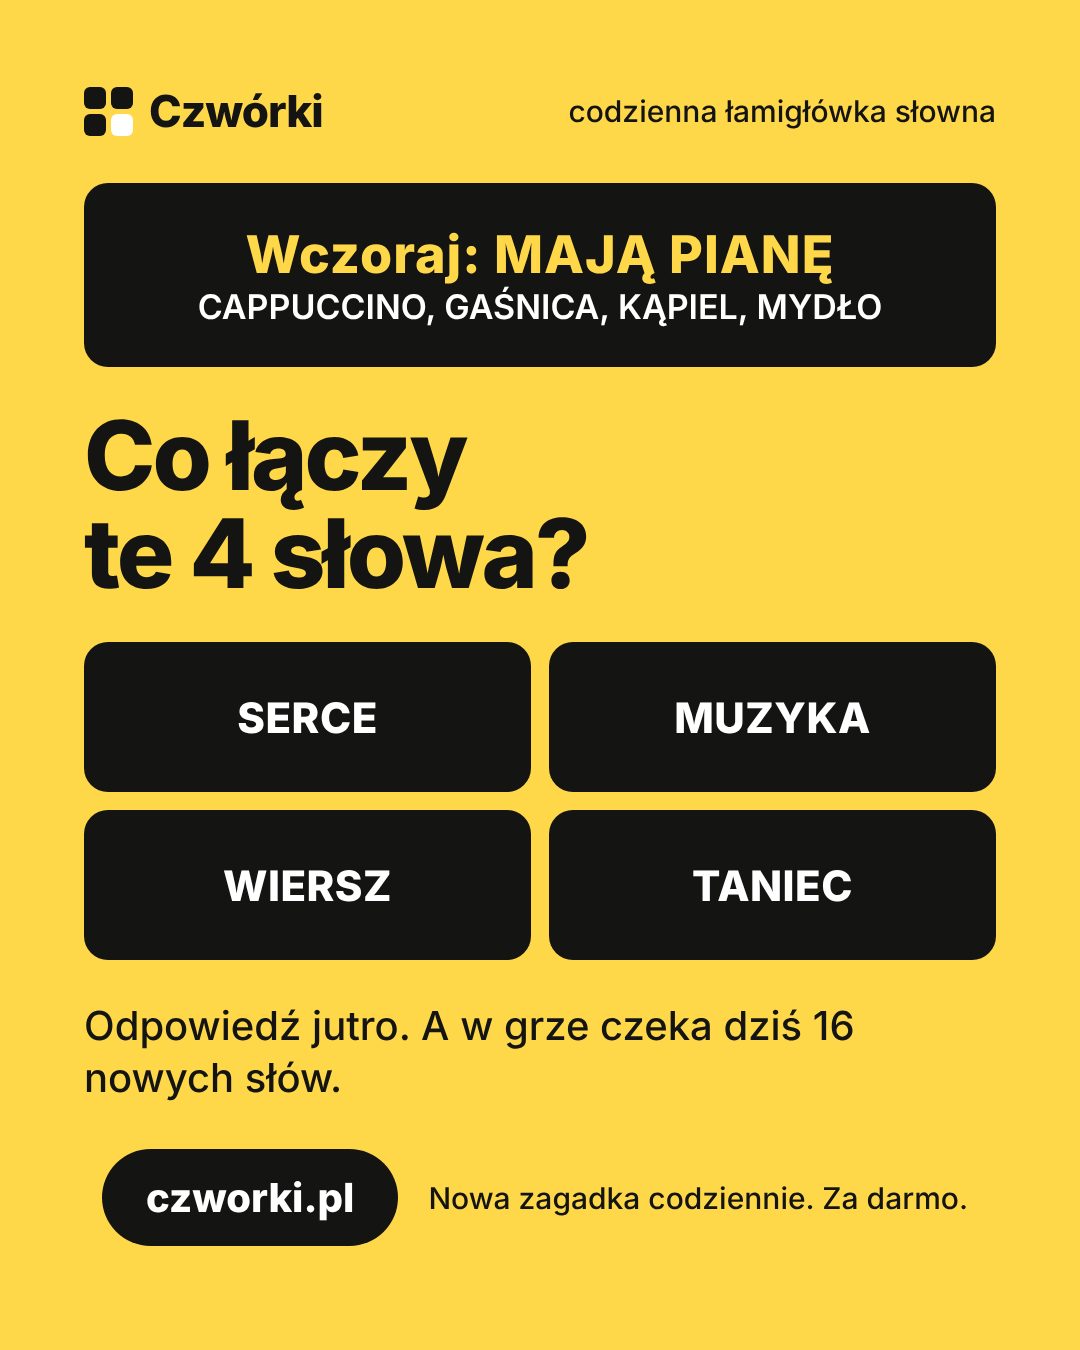 Czwórki
codzienna łamigłówka słowna
Wczoraj: MAJĄ PIANĘ
CAPPUCCINO, GAŚNICA, KĄPIEL, MYDŁO
Co łączy
te 4 słowa?
SERCE
MUZYKA
WIERSZ
TANIEC
Odpowiedź jutro. A w grze czeka dziś 16
nowych słów.
czworki.pl
Nowa zagadka codziennie. Za darmo.